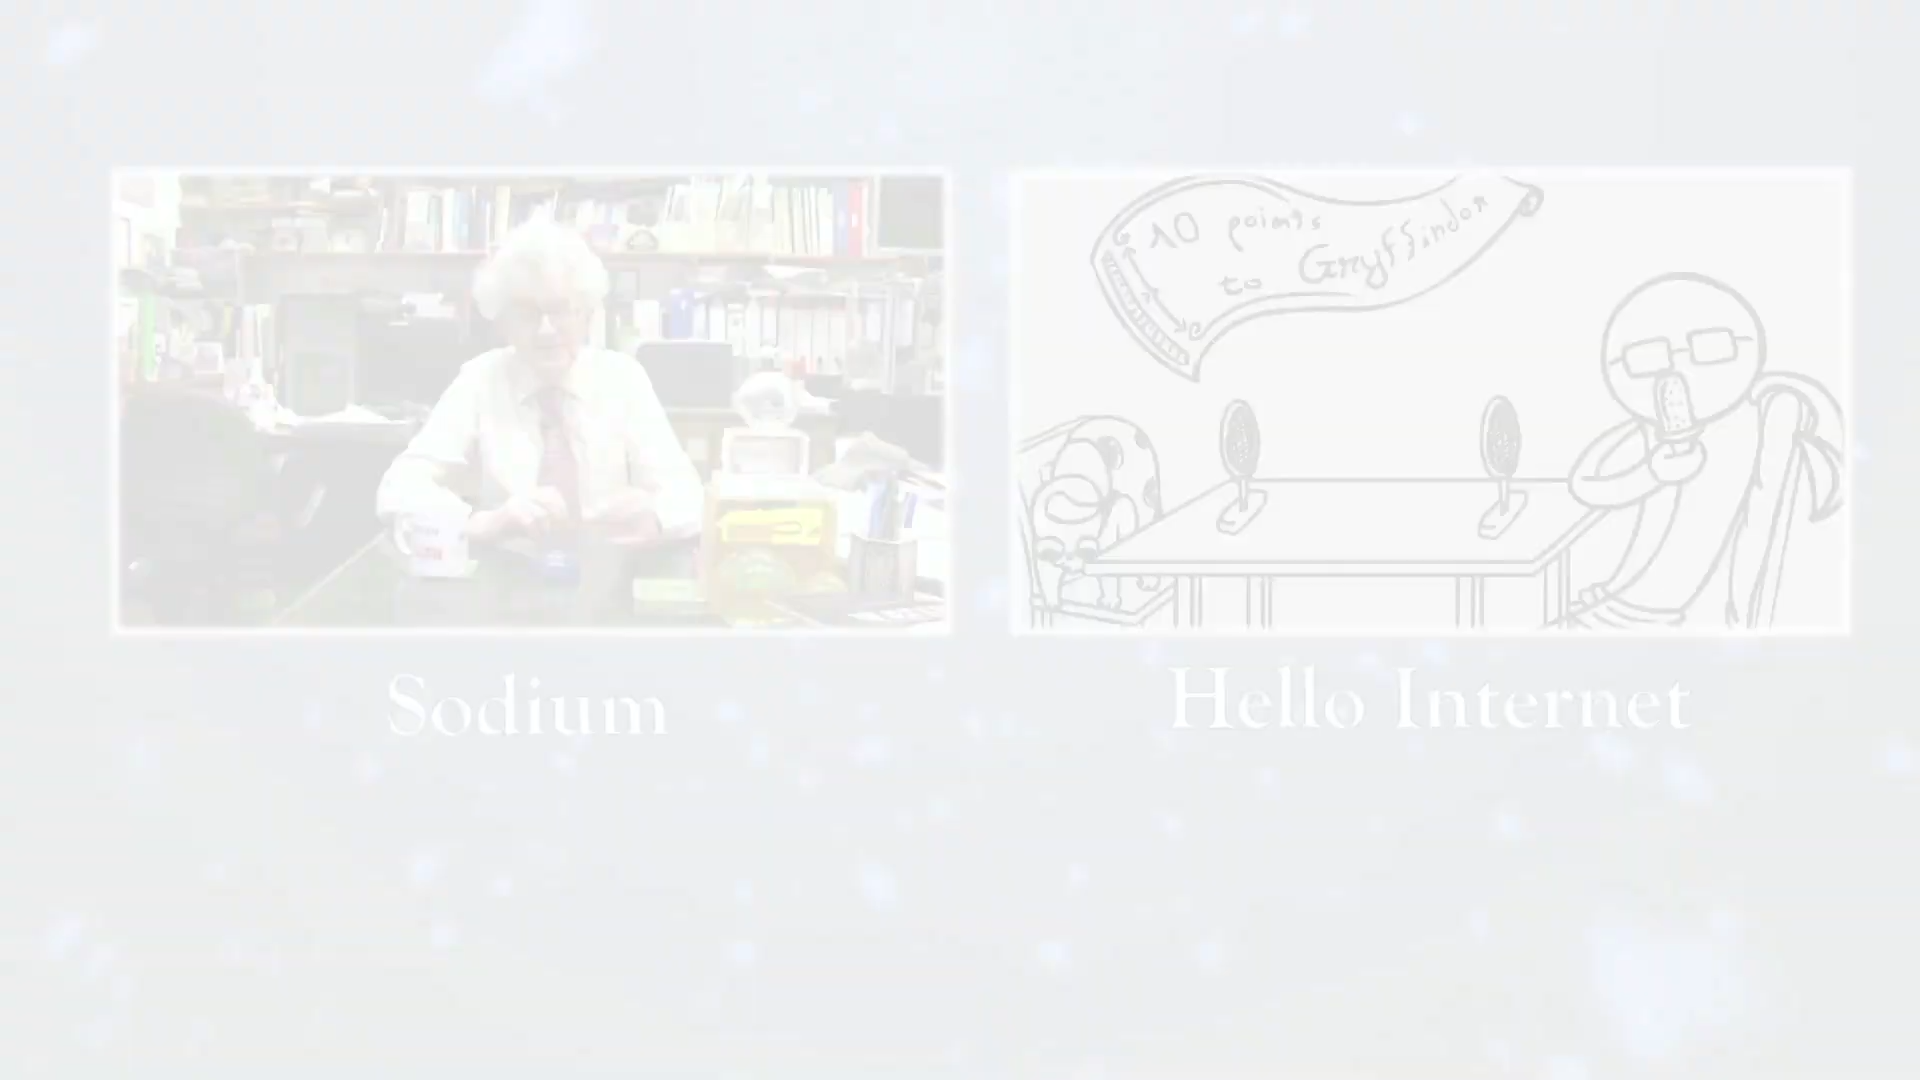 10 points
to Gryffindor
Sodium
Hello Internet